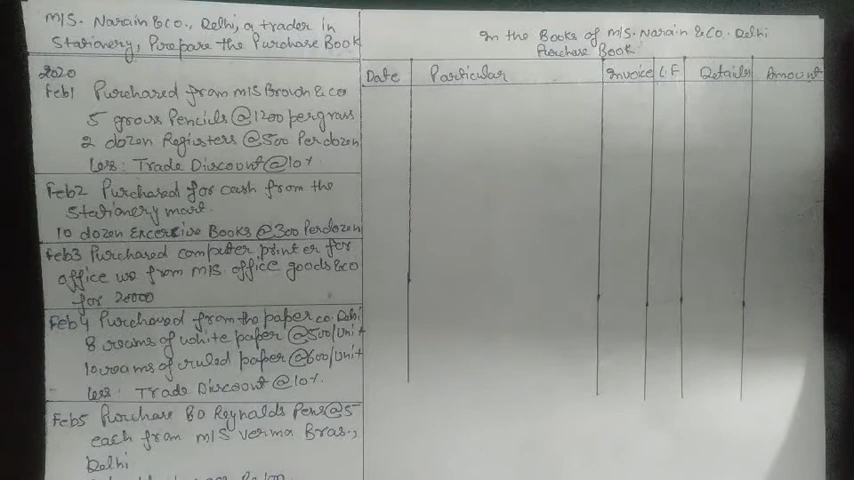 M/S. Narain & co., Delhi, a trader in
Stationery, Prepare the Purchase Book
2020
Feb1 Purchased from M/S Brown & co
5 gross Pencils @ 1200 per grass
2 dozen Registers @ 500 Per dozen
Less: Trade Discount @ 10%
Feb2 Purchased for cash from the
Stationery mart.
10 dozen Excercise Books @ 300 Per dozen
Feb3 Purchased computer printer for
office use from M/S office goods & co
for 20000
Feb4 Purchased from the paper co. Delhi
8 reams of white paper @ 500/Unit
10 reams of ruled paper @ 600/Unit
Less: Trade Discount @ 10%.
Feb5 Purchase 60 Reynalds Pens @ 5
each from M/S Verma Bros.,
Delhi
In the Books of M/S. Narain & Co. Delhi
Purchase Book
Date Particular Invoice L.F Details Amount